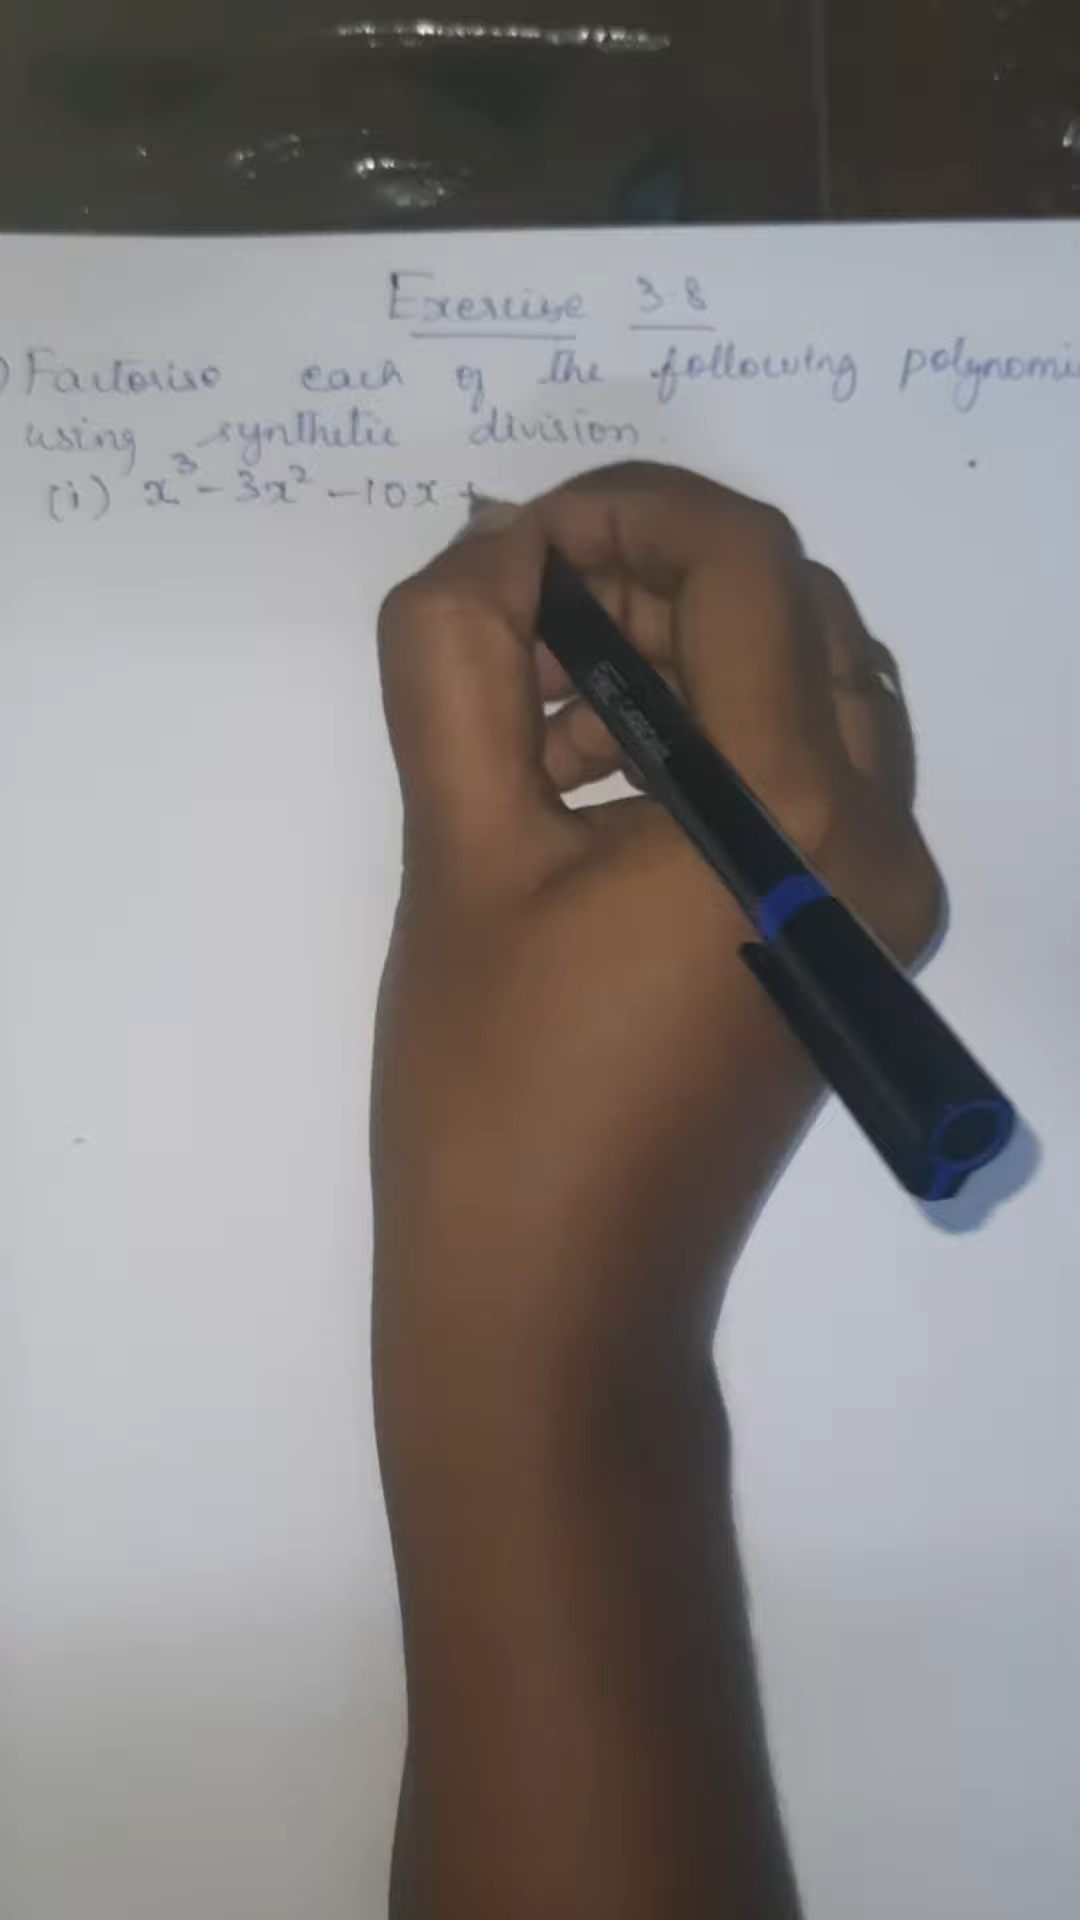 Exercise 3.8
Factorise each of the following polynomi
using synthetic division.
(i) x³ - 3x² - 10x +